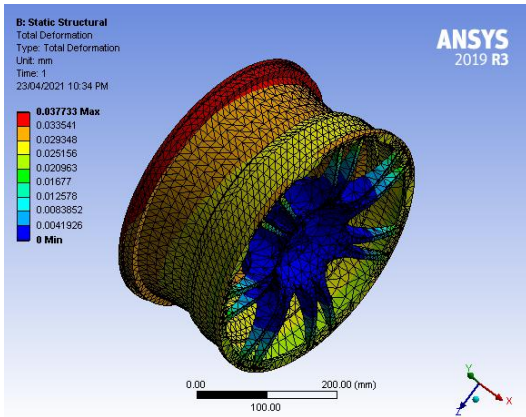 B: Static Structural
Total Deformation
Type: Total Deformation
Unit: mm
Time: 1
23/04/2021 10:34 PM
ANSYS
2019 R3
0.037733 Max
0.033541
0.029348
0.025156
0.020963
0.01677
0.012578
0.0083852
0.0041926
0 Min
0.00
200.00 (mm)
100.00
Y
X
Z